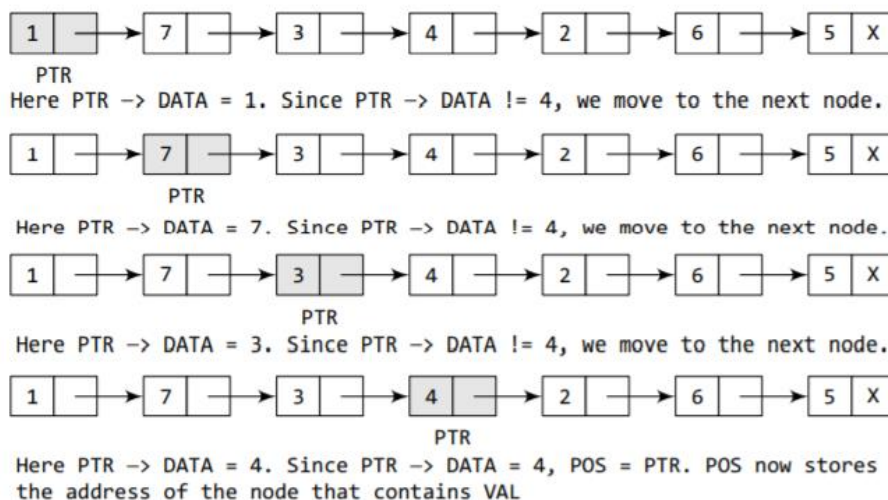 1 7 3 4 2 6 5 X
PTR
Here PTR -> DATA = 1. Since PTR -> DATA != 4, we move to the next node.
1 7 3 4 2 6 5 X
PTR
Here PTR -> DATA = 7. Since PTR -> DATA != 4, we move to the next node.
1 7 3 4 2 6 5 X
PTR
Here PTR -> DATA = 3. Since PTR -> DATA != 4, we move to the next node.
1 7 3 4 2 6 5 X
PTR
Here PTR -> DATA = 4. Since PTR -> DATA = 4, POS = PTR. POS now stores
the address of the node that contains VAL